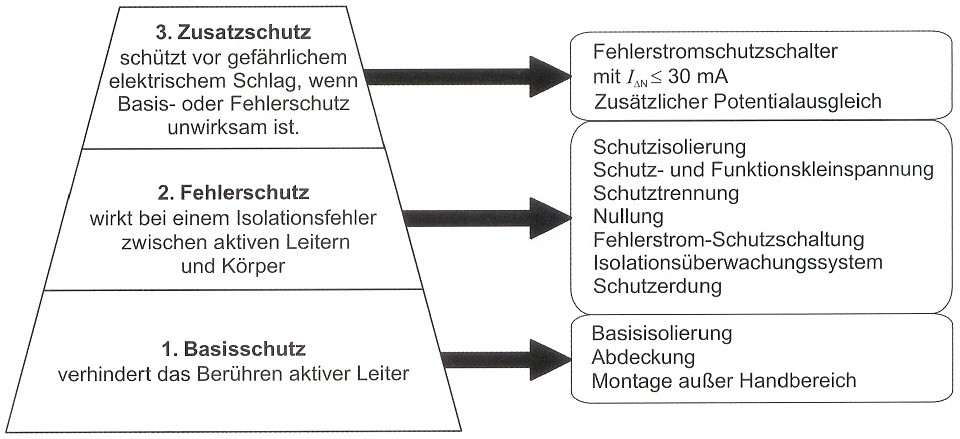 3. Zusatzschutz
schützt vor gefährlichem
elektrischem Schlag, wenn
Basis- oder Fehlerschutz
unwirksam ist.
Fehlerstromschutzschalter
mit IΔN ≤ 30 mA
Zusätzlicher Potentialausgleich
2. Fehlerschutz
wirkt bei einem Isolationsfehler
zwischen aktiven Leitern
und Körper
Schutzisolierung
Schutz- und Funktionskleinspannung
Schutztrennung
Nullung
Fehlerstrom-Schutzschaltung
Isolationsüberwachungssystem
Schutzerdung
1. Basisschutz
verhindert das Berühren aktiver Leiter
Basisisolierung
Abdeckung
Montage außer Handbereich